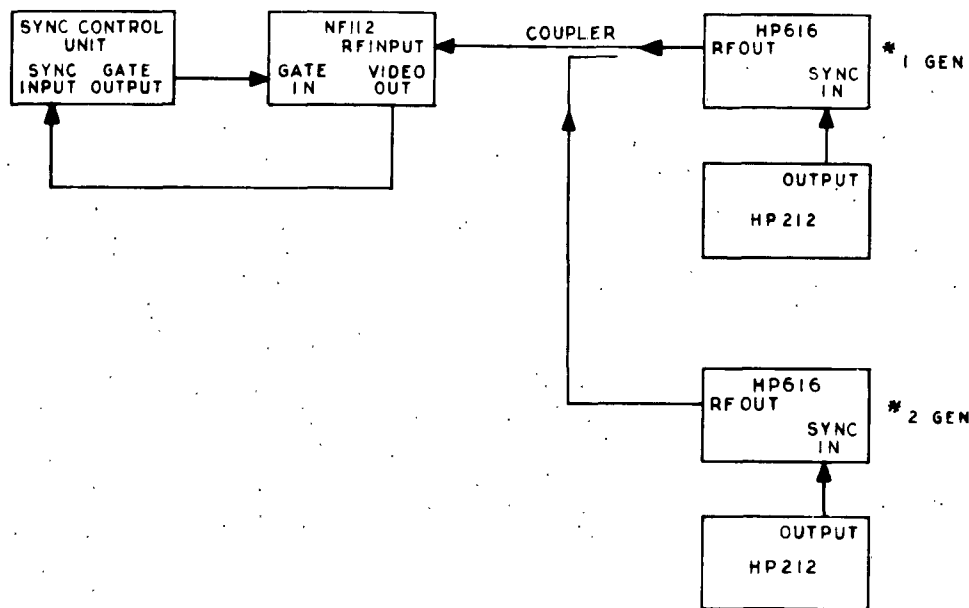 SYNC CONTROL
UNIT
SYNC GATE
INPUT OUTPUT
NF112
RFINPUT
GATE VIDEO
IN OUT
COUPLER
HP616
RFOUT
SYNC
IN
*1 GEN
OUTPUT
HP212
HP616
RFOUT
SYNC
IN
*2 GEN
OUTPUT
HP212